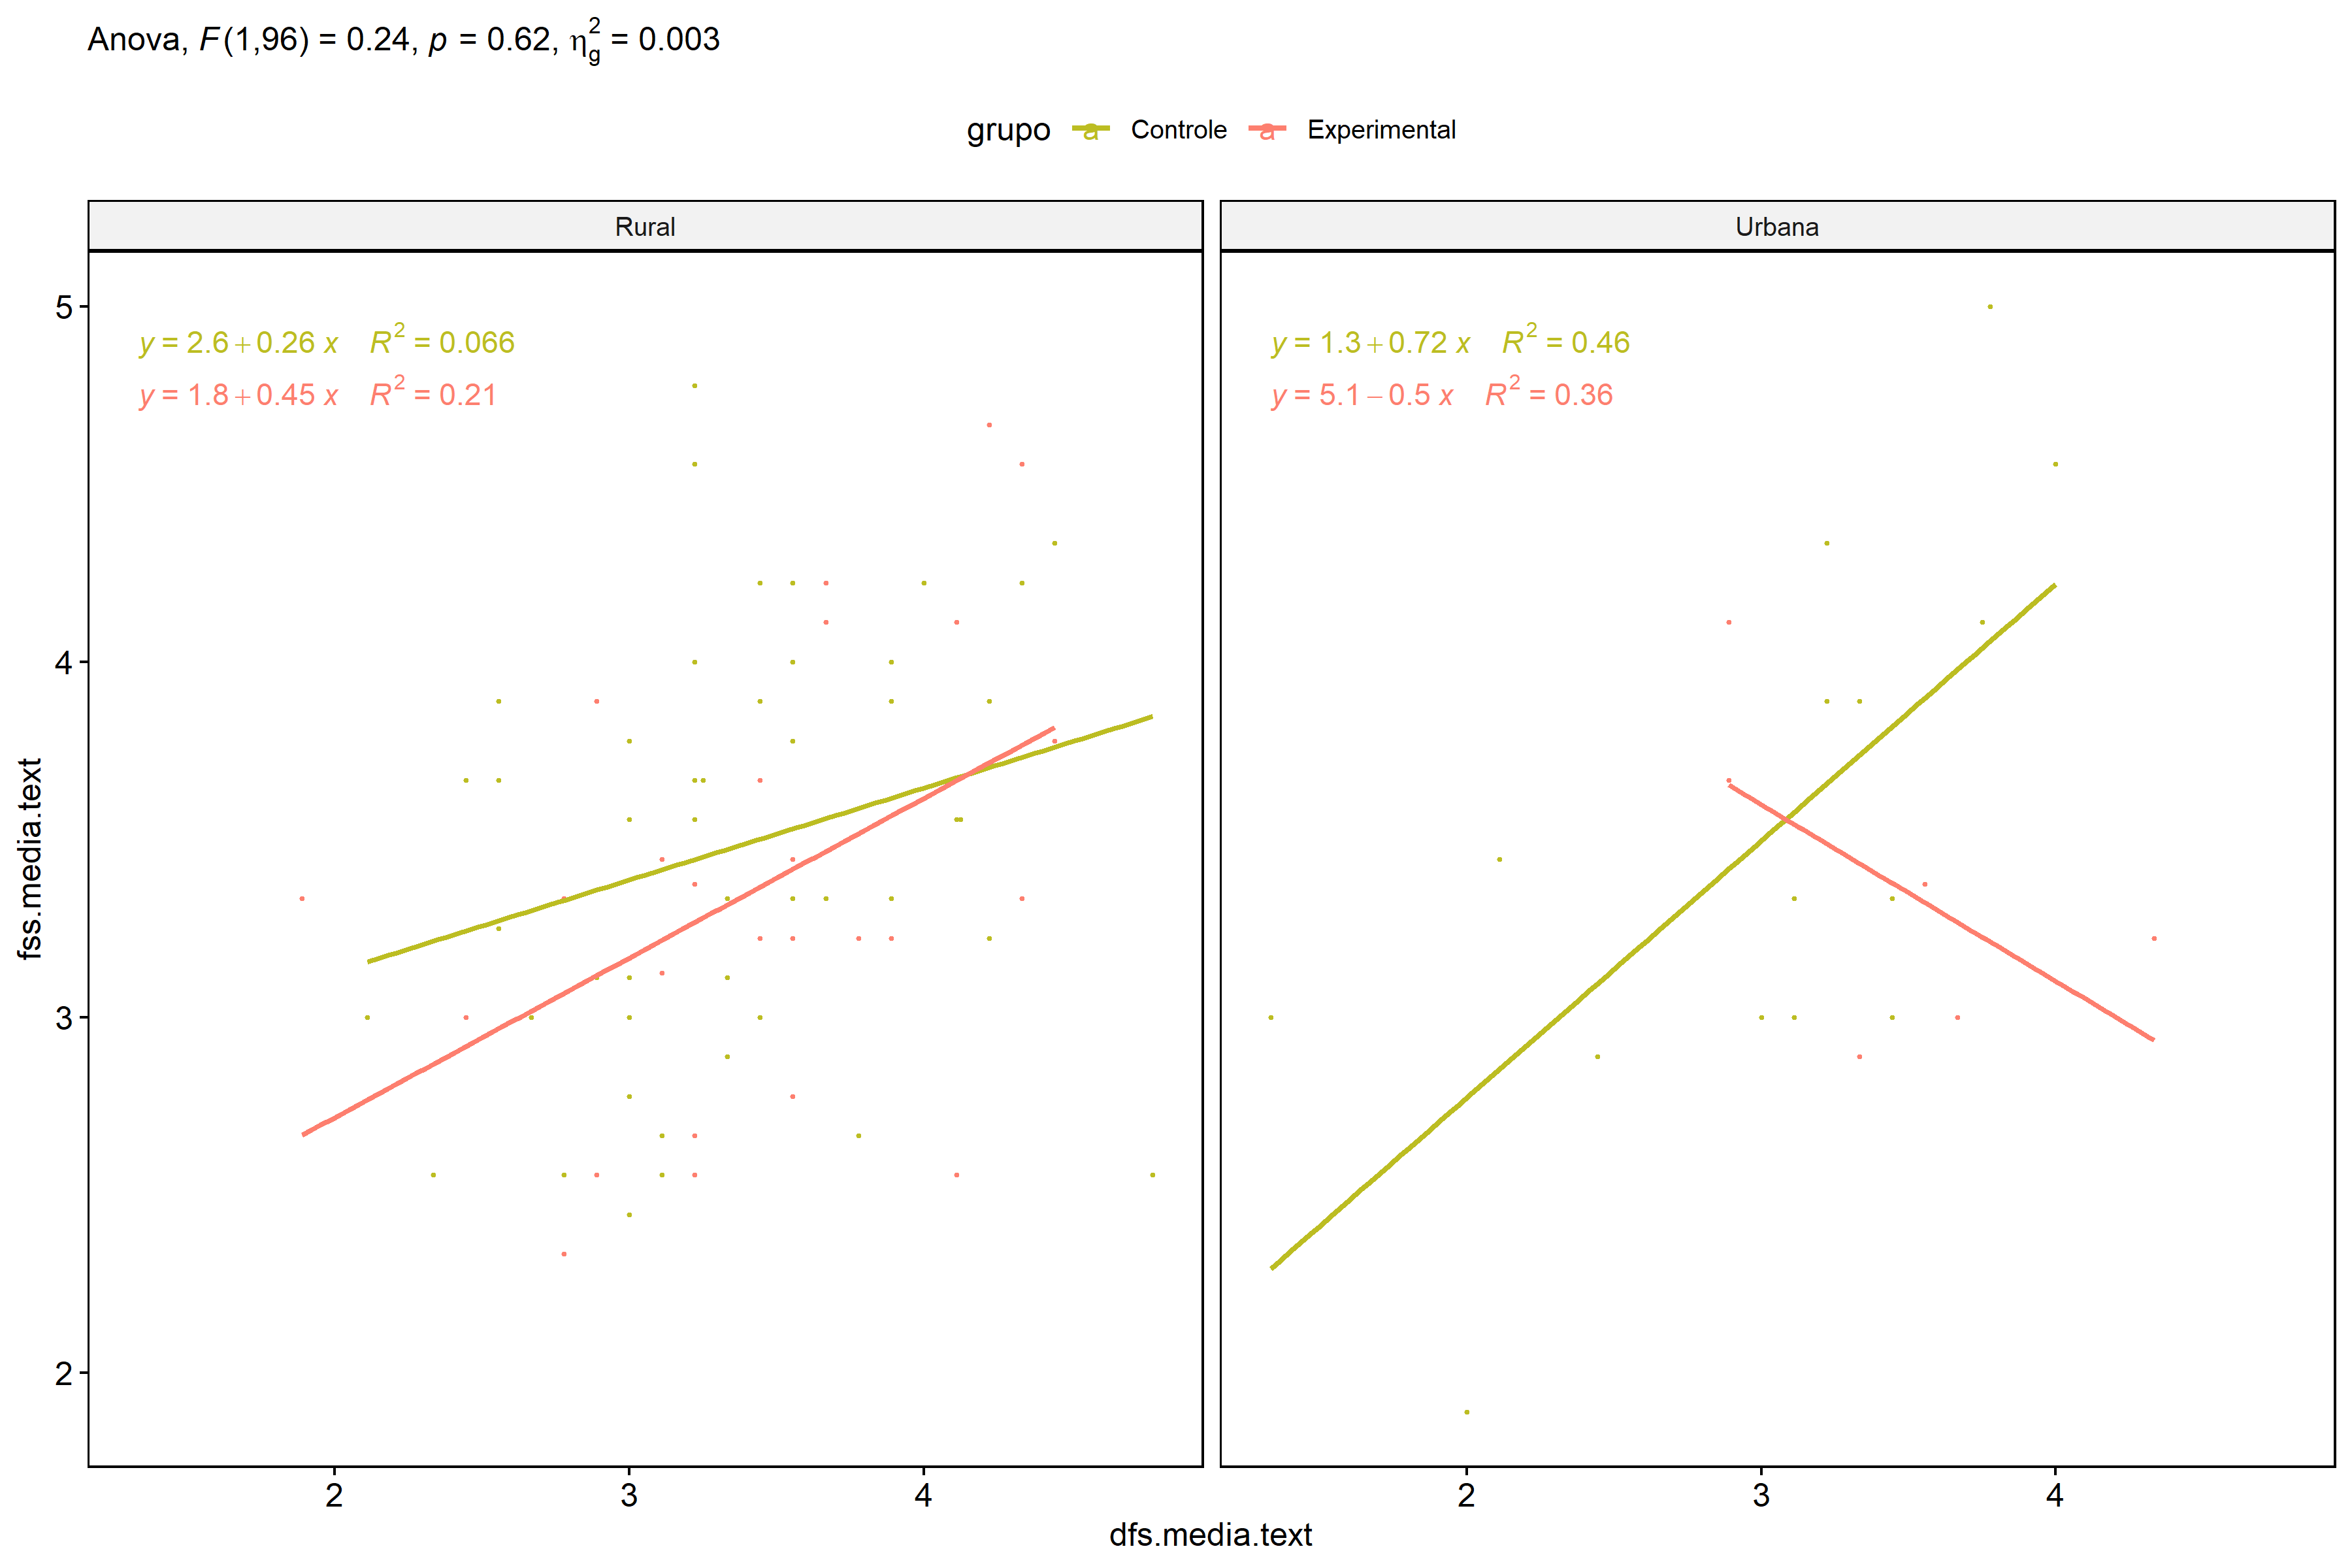 Anova, F(1,96) = 0.24, p = 0.62, η²g = 0.003
grupo a Controle a Experimental
Rural
Urbana
y = 2.6 + 0.26 x R² = 0.066
y = 1.8 + 0.45 x R² = 0.21
y = 1.3 + 0.72 x R² = 0.46
y = 5.1 − 0.5 x R² = 0.36
fss.media.text
5
4
3
2
2 3 4
2 3 4
dfs.media.text